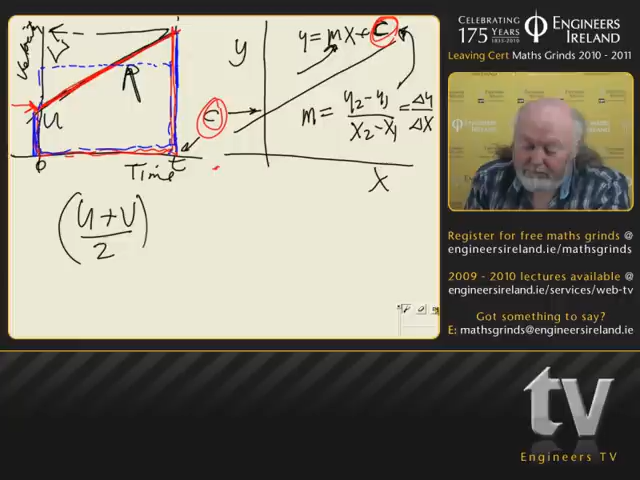 Velocity
V
u
0
Time
t
y
y = mx + c
c
m = y₂ - y₁ / x₂ - x₁ = Δy / Δx
x
(u + v / 2)
CELEBRATING
175 YEARS
1835-2010
ENGINEERS
IRELAND
Leaving Cert Maths Grinds 2010 - 2011
Register for free maths grinds @
engineersireland.ie/mathsgrinds
2009 - 2010 lectures available @
engineersireland.ie/services/web-tv
Got something to say?
E: mathsgrinds@engineersireland.ie
tv
Engineers TV